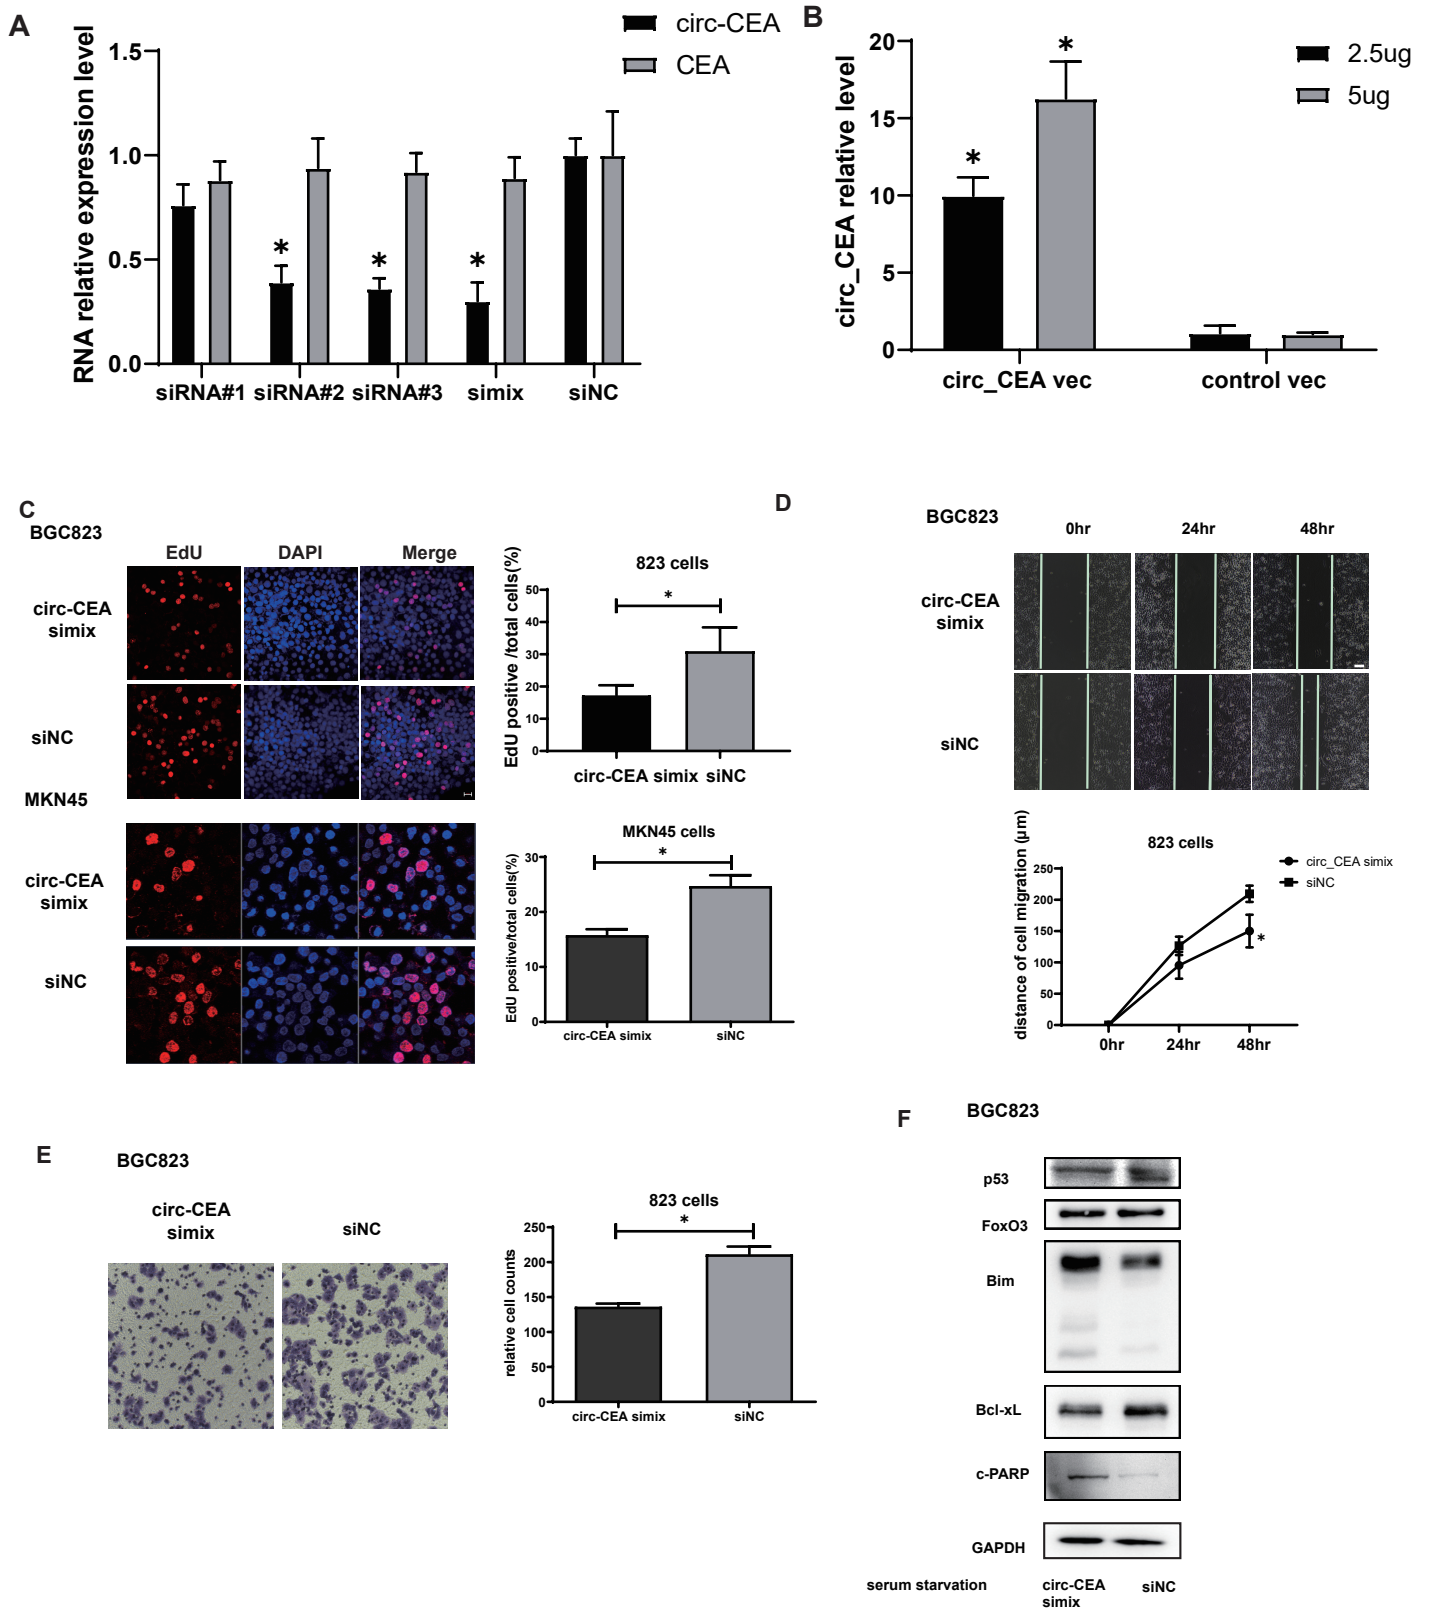 A
circ-CEA
CEA
RNA relative expression level
1.5
1.0
0.5
0.0
*
*
*
siRNA#1 siRNA#2 siRNA#3 simix siNC
B
2.5ug
5ug
circ_CEA relative level
20
15
10
5
0
*
*
circ_CEA vec control vec
C
BGC823
EdU DAPI Merge
circ-CEA
simix
siNC
MKN45
circ-CEA
simix
siNC
823 cells
EdU positive /total cells(%)
50
40
30
20
10
0
*
circ-CEA simix siNC
MKN45 cells
EdU positive/total cells(%)
30
20
10
0
*
circ-CEA simix siNC
D
BGC823
0hr 24hr 48hr
circ-CEA
simix
siNC
823 cells
distance of cell migration (μm)
250
200
150
100
50
0
*
circ_CEA simix
siNC
0hr 24hr 48hr
E
BGC823
circ-CEA
simix
siNC
823 cells
relative cell counts
250
200
150
100
50
0
*
circ-CEA simix siNC
F
BGC823
p53
FoxO3
Bim
Bcl-xL
c-PARP
GAPDH
serum starvation
circ-CEA
simix
siNC